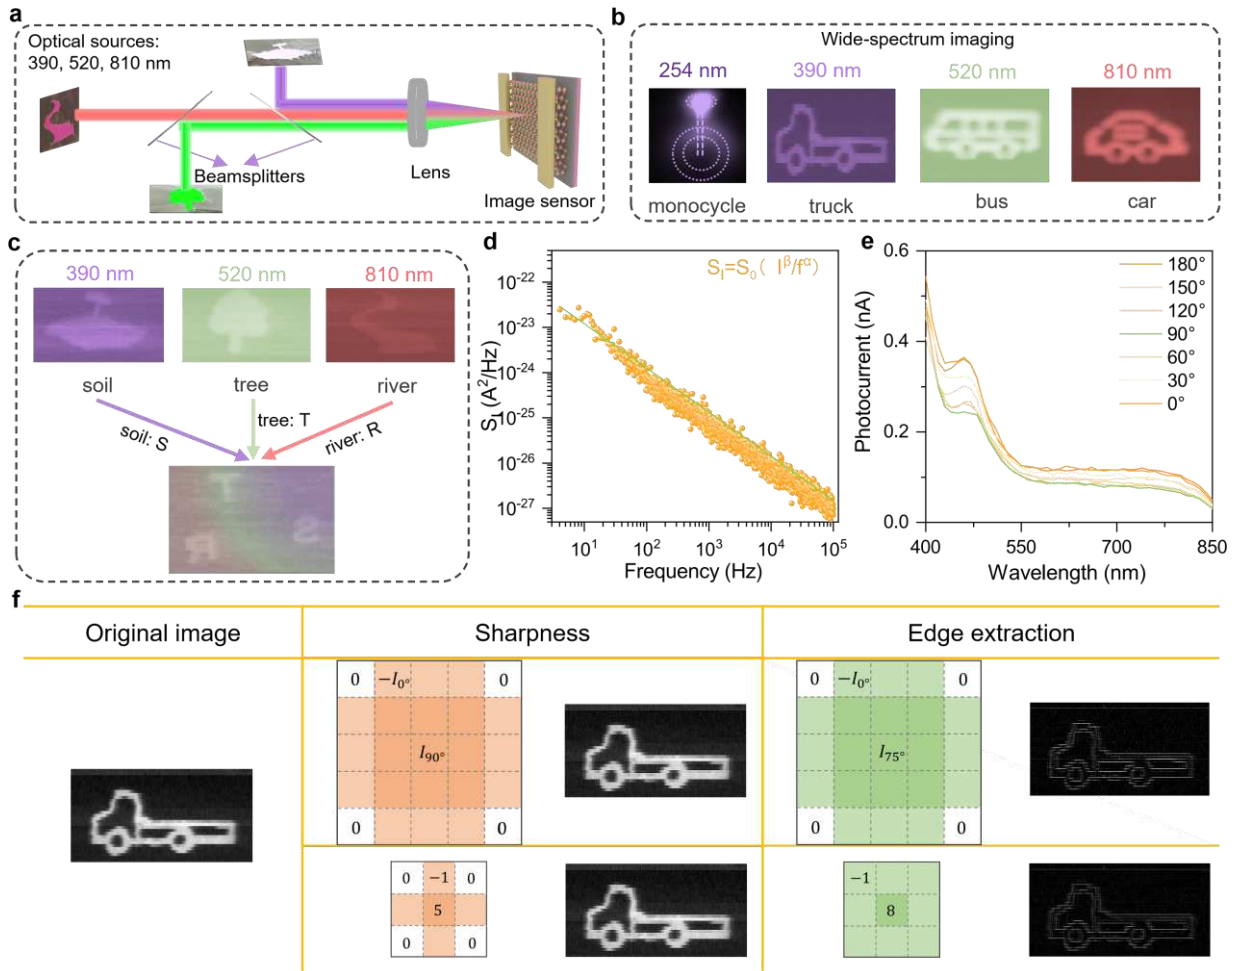 a
Optical sources:
390, 520, 810 nm
Beamsplitters
Lens
Image sensor
b
Wide-spectrum imaging
254 nm
390 nm
520 nm
810 nm
monocycle
truck
bus
car
c
390 nm
520 nm
810 nm
soil
tree
river
soil: S
tree: T
river: R
T
R
S
d
S_I=S_0( I^β/f^α)
S_I (A^2/Hz)
10^-22
10^-23
10^-24
10^-25
10^-26
10^-27
10^1
10^2
10^3
10^4
10^5
Frequency (Hz)
e
Photocurrent (nA)
0.6
0.4
0.2
0.0
180°
150°
120°
90°
60°
30°
0°
400
550
700
850
Wavelength (nm)
f
Original image
Sharpness
Edge extraction
0 −I_0° 0
I_90°
0 0
0 −I_0° 0
I_75°
0 0
0 −1 0
5
0 0
−1
8